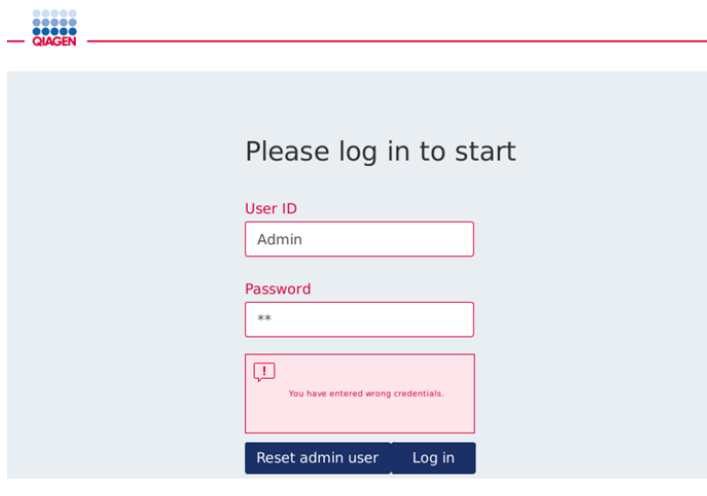 QIAGEN
Please log in to start
User ID
Admin
Password
**
!
You have entered wrong credentials.
Reset admin user Log in